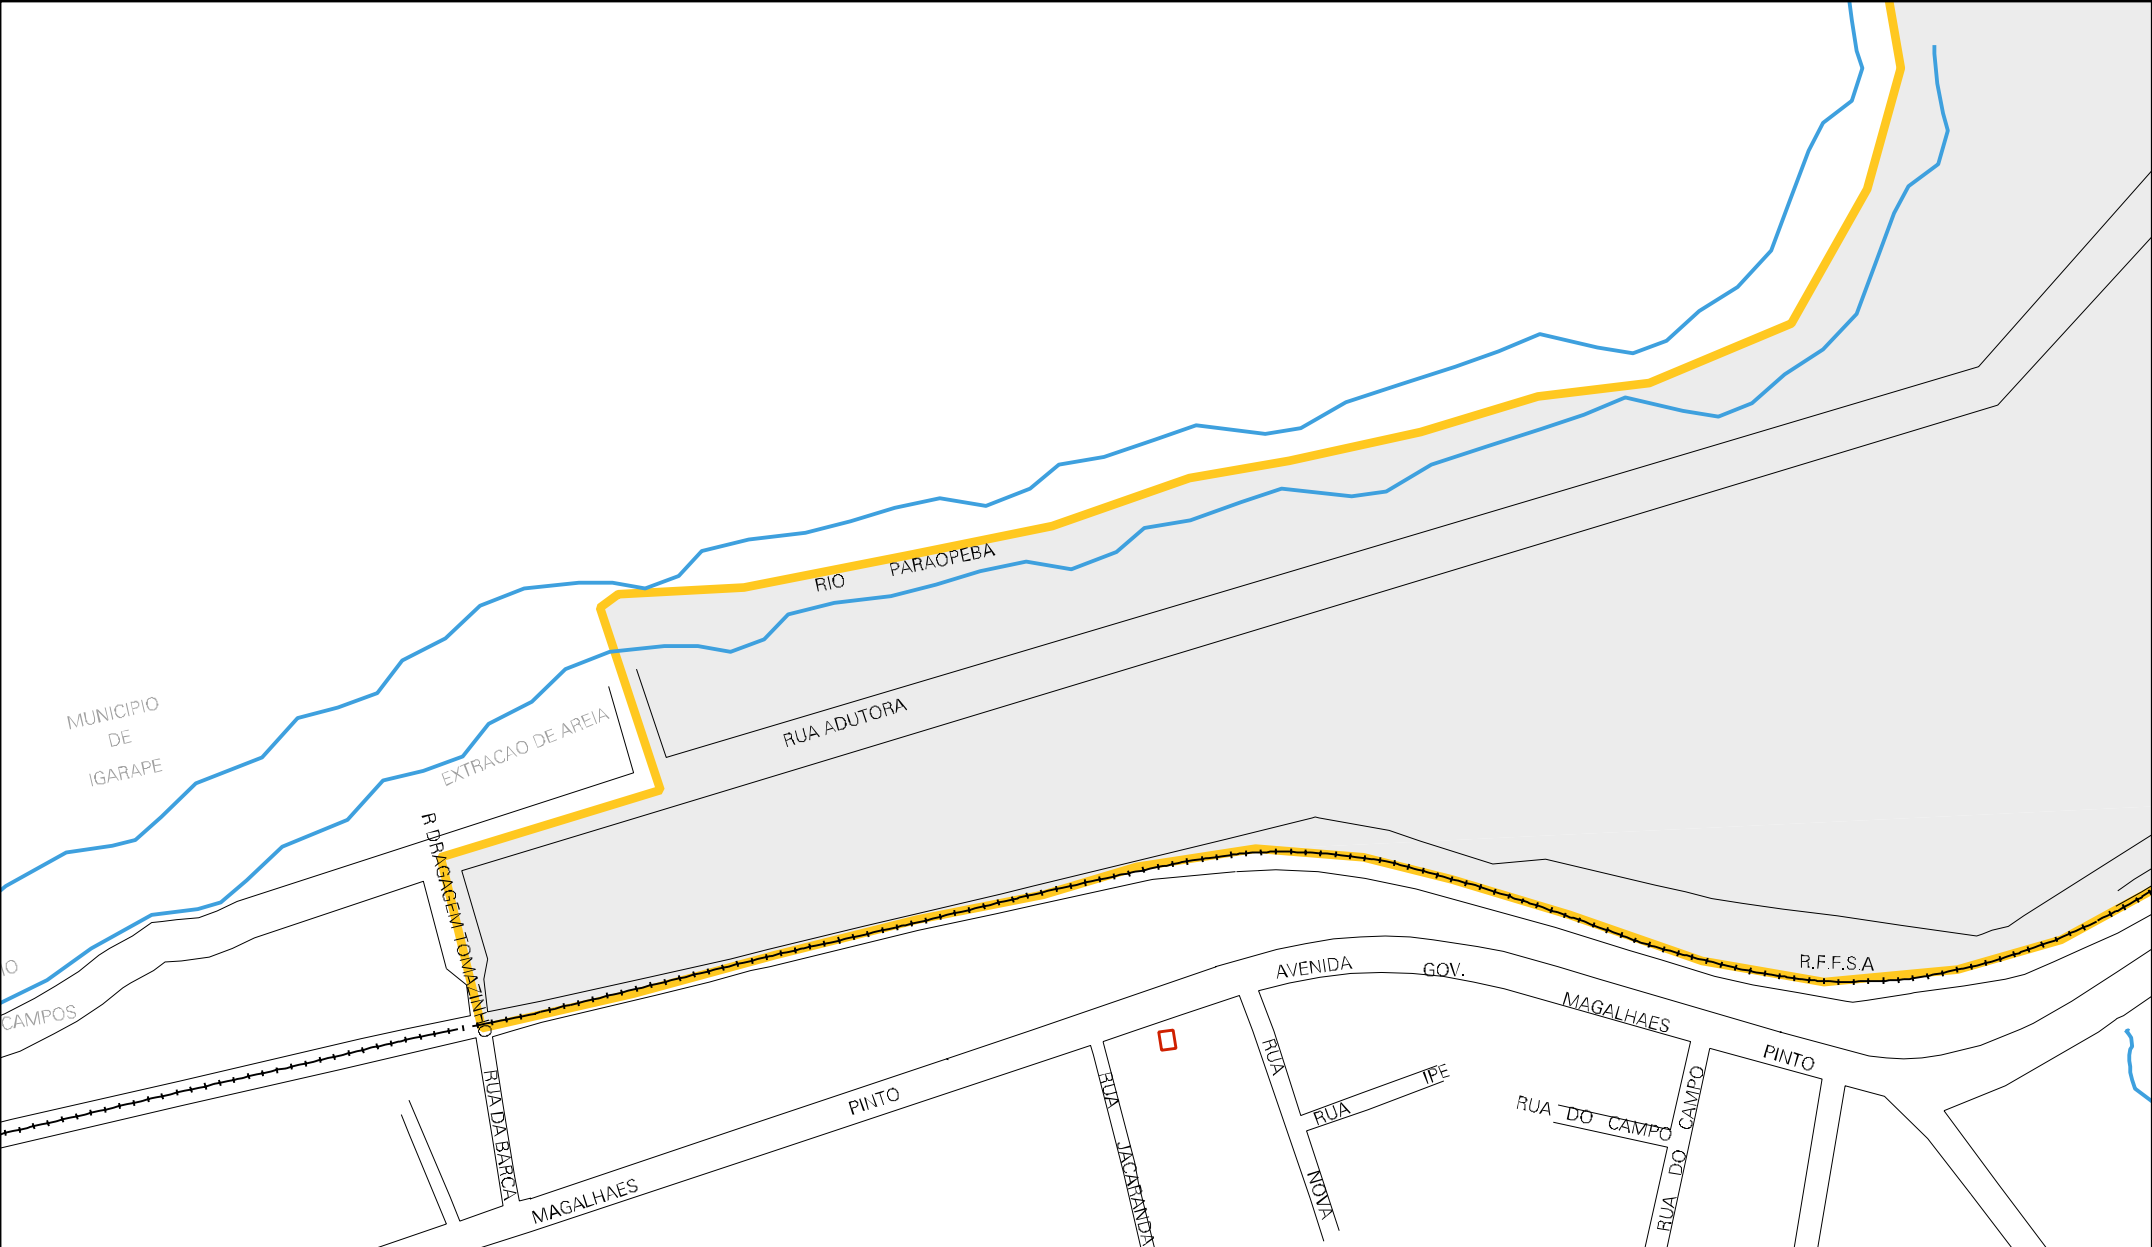 RIO PARAOPEBA
MUNICIPIO
DE
IGARAPE
EXTRACAO DE AREIA
RUA ADUTORA
R DRAGAGEM TOMAZINHO
IO
CAMPOS
R.F.F.S.A
AVENIDA GOV. MAGALHAES PINTO
RUA DA BARCA
MAGALHAES PINTO
RUA JACARANDA
RUA NOVA
RUA IPE
RUA DO CAMPO
RUA DO CAMPO